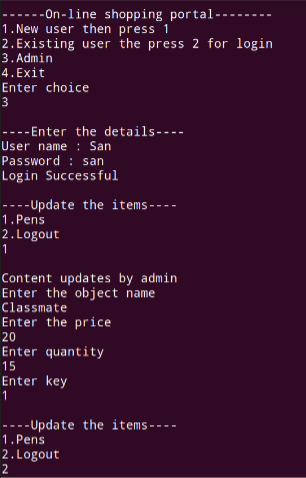 ------On-line shopping portal--------
1.New user then press 1
2.Existing user the press 2 for login
3.Admin
4.Exit
Enter choice
3
----Enter the details----
User name : San
Password : san
Login Successful
----Update the items----
1.Pens
2.Logout
1
Content updates by admin
Enter the object name
Classmate
Enter the price
20
Enter quantity
15
Enter key
1
----Update the items----
1.Pens
2.Logout
2